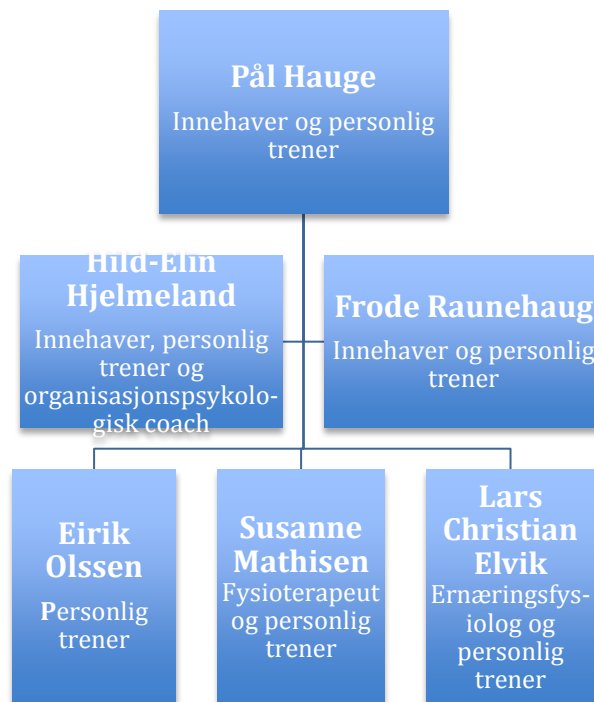 Pål Hauge
Innehaver og personlig
trener
Hild-Elin
Hjelmeland
Innehaver, personlig
trener og
organisasjonspsykolo-
gisk coach
Frode Raunehaug
Innehaver og personlig
trener
Eirik
Olssen
Personlig
trener
Susanne
Mathisen
Fysioterapeut
og personlig
trener
Lars
Christian
Elvik
Ernæringsfys-
iolog og
personlig
trener